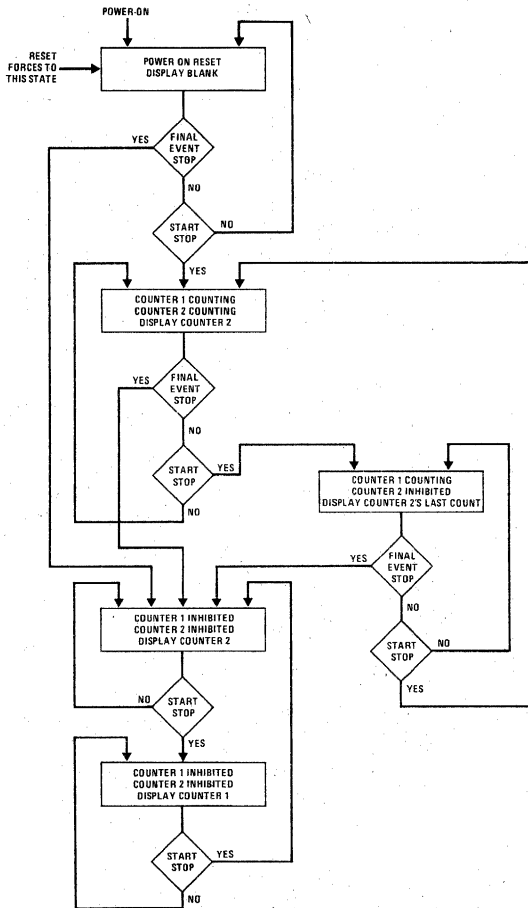 POWER-ON
RESET
FORCES TO
THIS STATE
POWER ON RESET
DISPLAY BLANK
YES
FINAL
EVENT
STOP
NO
START
STOP
NO
YES
COUNTER 1 COUNTING
COUNTER 2 COUNTING
DISPLAY COUNTER 2
YES
FINAL
EVENT
STOP
NO
START
STOP
YES
NO
COUNTER 1 COUNTING
COUNTER 2 INHIBITED
DISPLAY COUNTER 2'S LAST COUNT
YES
FINAL
EVENT
STOP
NO
START
STOP
NO
YES
COUNTER 1 INHIBITED
COUNTER 2 INHIBITED
DISPLAY COUNTER 2
NO
START
STOP
YES
COUNTER 1 INHIBITED
COUNTER 2 INHIBITED
DISPLAY COUNTER 1
START
STOP
YES
NO